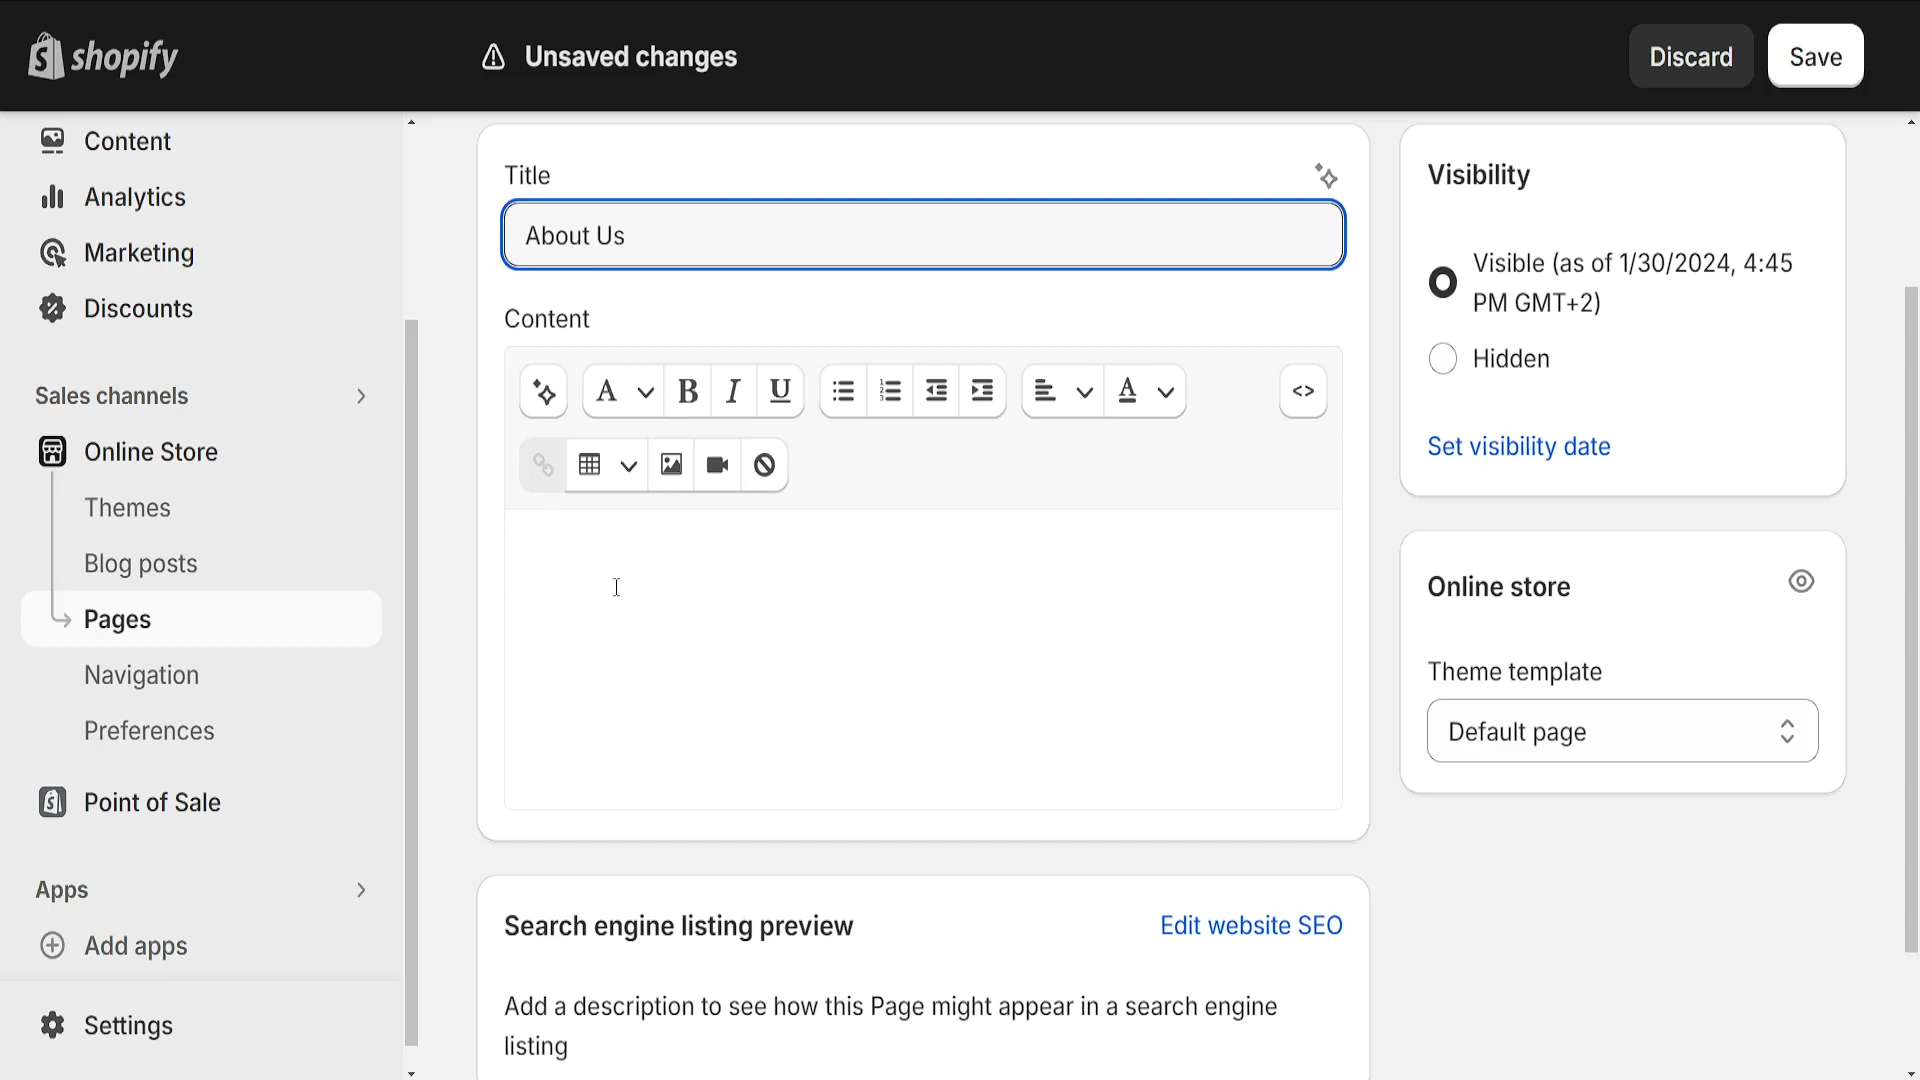 shopify
Unsaved changes
Discard
Save
Content
Analytics
Marketing
Discounts
Sales channels
Online Store
Themes
Blog posts
Pages
Navigation
Preferences
Point of Sale
Apps
Add apps
Settings
Title
About Us
Content
A B I U A <>
Search engine listing preview
Edit website SEO
Add a description to see how this Page might appear in a search engine
listing
Visibility
Visible (as of 1/30/2024, 4:45
PM GMT+2)
Hidden
Set visibility date
Online store
Theme template
Default page